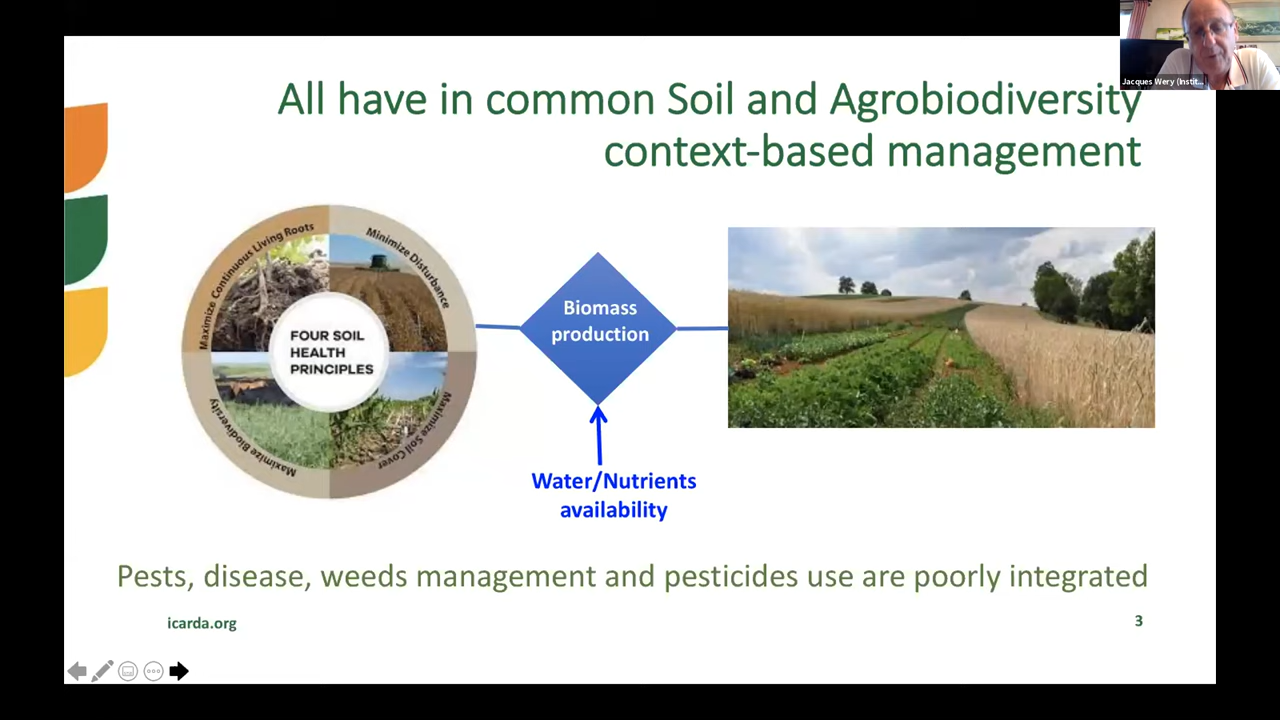 Jacques Wery (Instit...
All have in common Soil and Agrobiodiversity
context-based management
Maximize Continuous Living Roots
Minimize Disturbance
FOUR SOIL
HEALTH
PRINCIPLES
Maximize Biodiversity
Maximize Soil Cover
Biomass
production
Water/Nutrients
availability
Pests, disease, weeds management and pesticides use are poorly integrated
icarda.org
3